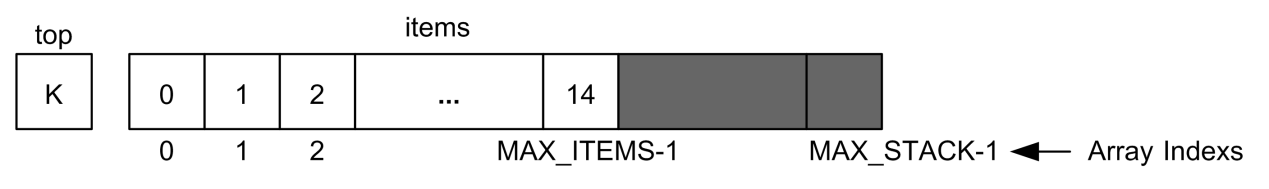 top
items
K 0 1 2 ... 14
0 1 2 MAX_ITEMS-1 MAX_STACK-1 Array Indexs